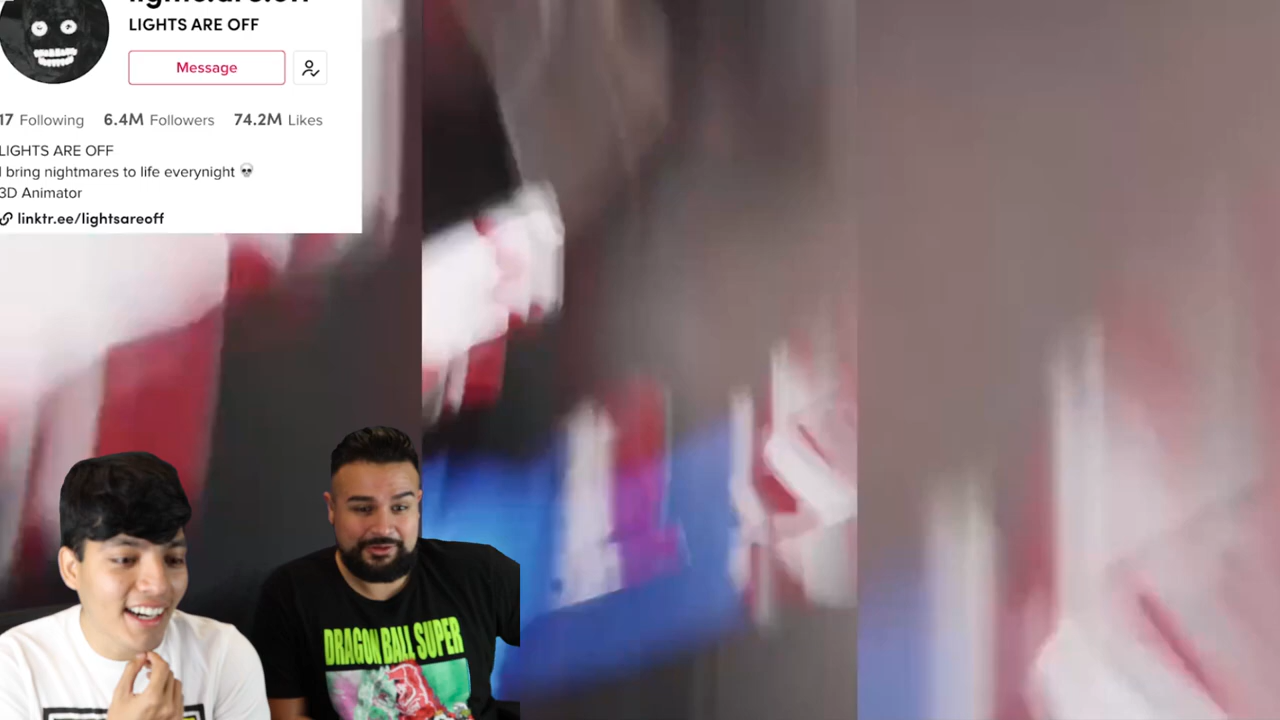 LIGHTS ARE OFF
Message
17 Following 6.4M Followers 74.2M Likes
LIGHTS ARE OFF
I bring nightmares to life everynight 💀
3D Animator
linktr.ee/lightsareoff
DRAGON BALL SUPER